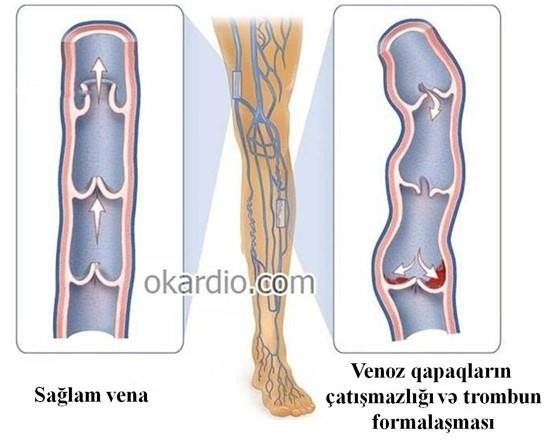 okardio.com
Sağlam vena
Venoz qapaqların
çatışmazlığı və trombun
formalaşması